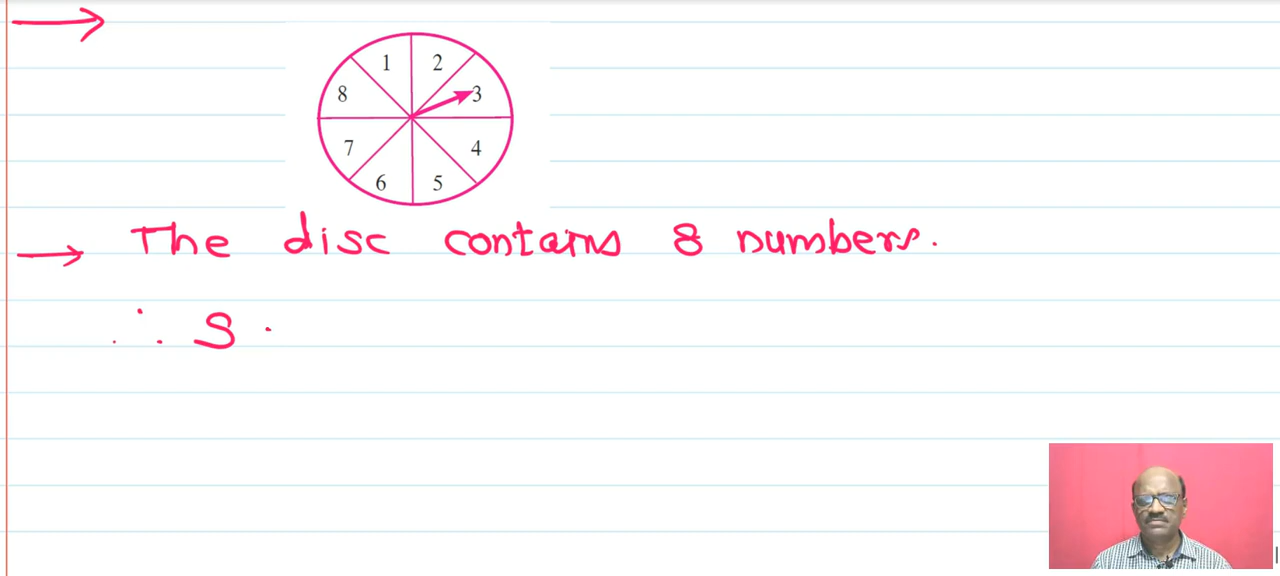 1 2
8 3
7 4
6 5
→ The disc contains 8 numbers.
∴ S